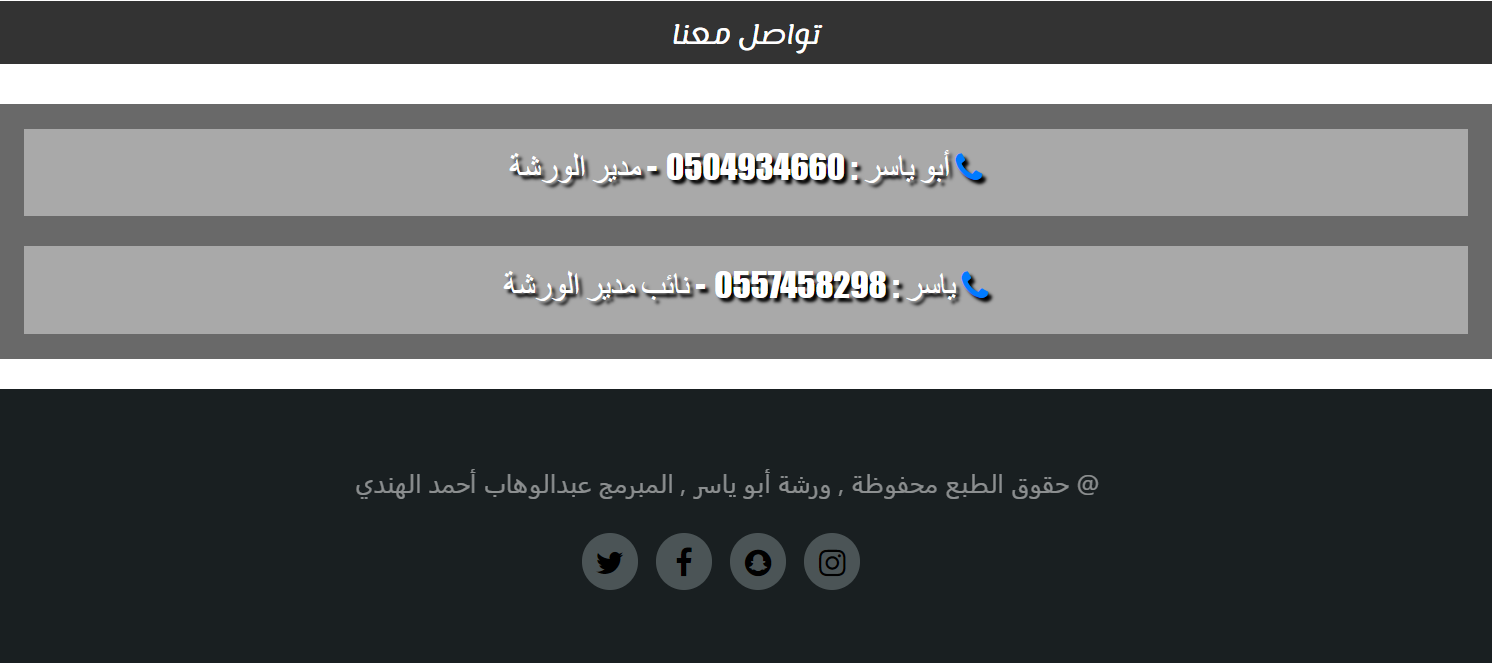 تواصل معنا
أبو ياسر : 0504934660 - مدير الورشة
ياسر : 0557458298 - نائب مدير الورشة
@ حقوق الطبع محفوظة , ورشة أبو ياسر , المبرمج عبدالوهاب أحمد الهندي